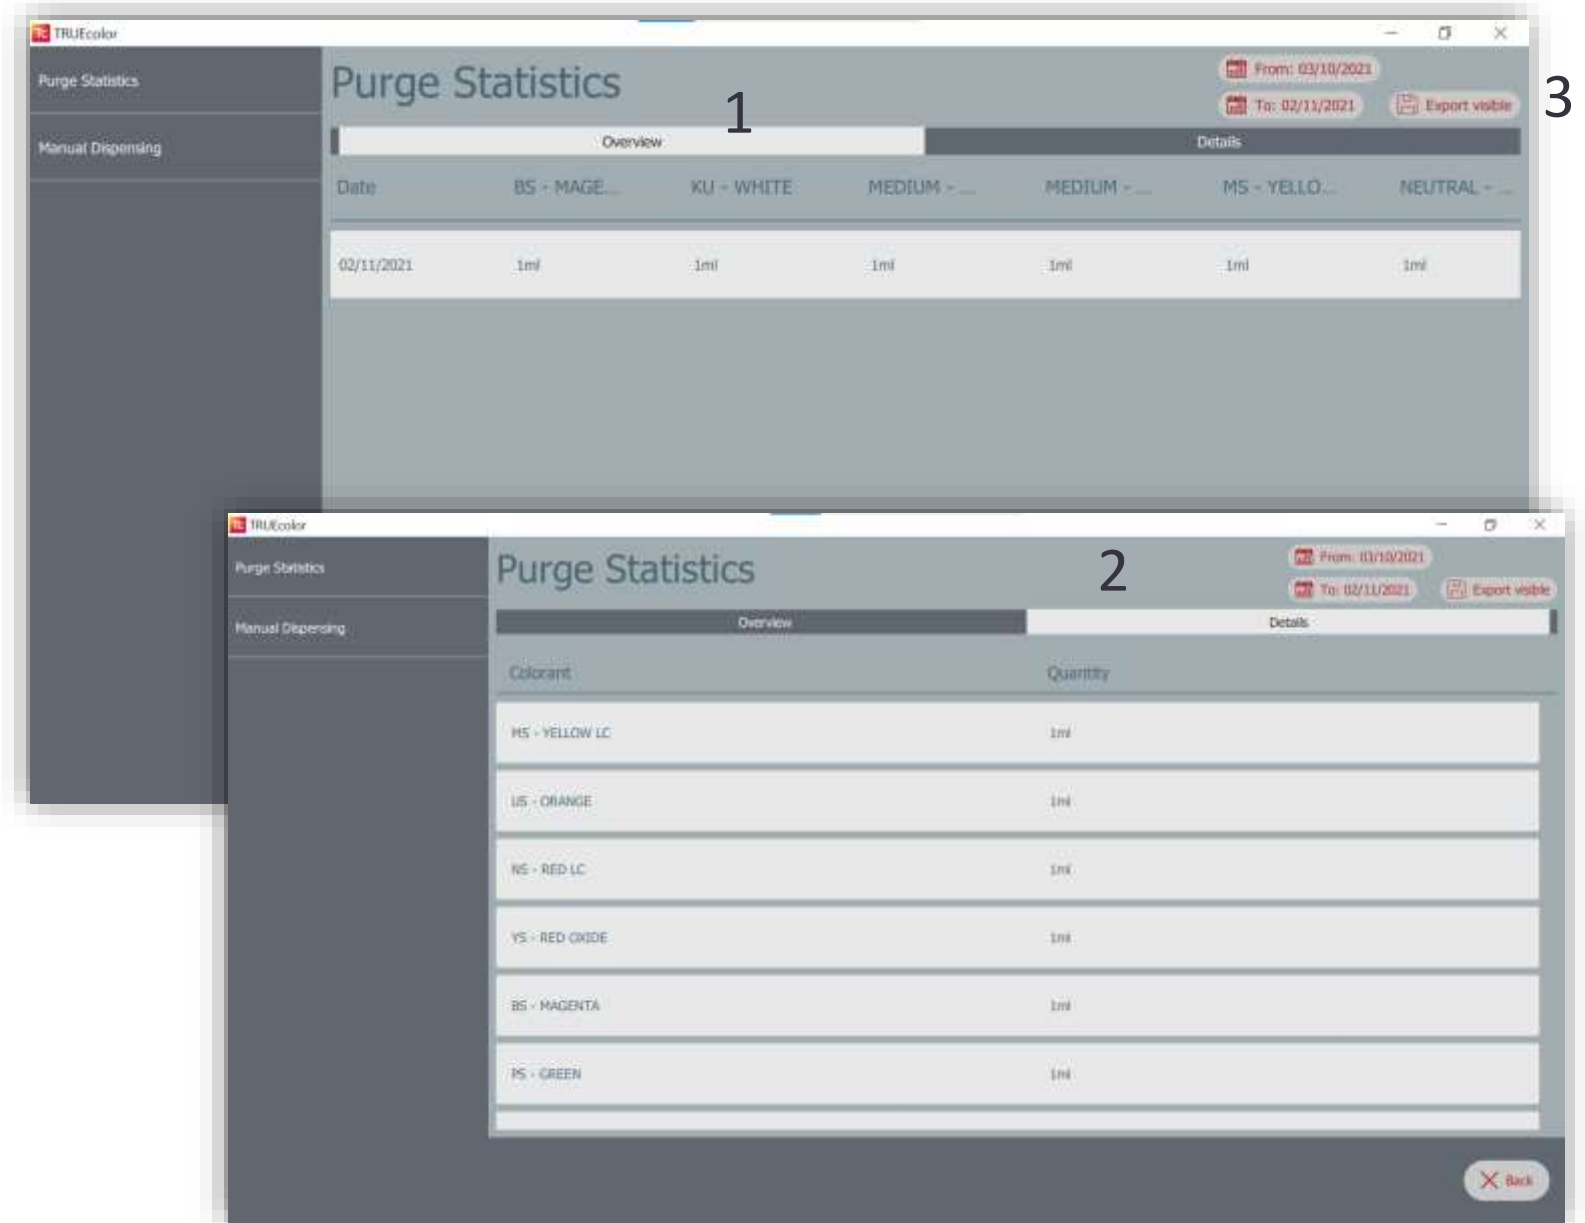 TRUEcolor
Purge Statistics
Manual Dispensing
Purge Statistics
1
From: 03/10/2021
To: 02/11/2021
Export visible
3
Overview
Details
Date
BS - MAGE...
KU - WHITE
MEDIUM - ...
MEDIUM - ...
MS - YELLO...
NEUTRAL - ...
02/11/2021
1ml
1ml
1ml
1ml
1ml
1ml
TRUEcolor
Purge Statistics
Manual Dispensing
Purge Statistics
2
From: 03/10/2021
To: 02/11/2021
Export visible
Overview
Details
Colorant
Quantity
MS - YELLOW LC
1ml
US - ORANGE
1ml
NS - RED LC
1ml
YS - RED OXIDE
1ml
BS - MAGENTA
1ml
PS - GREEN
1ml
Back